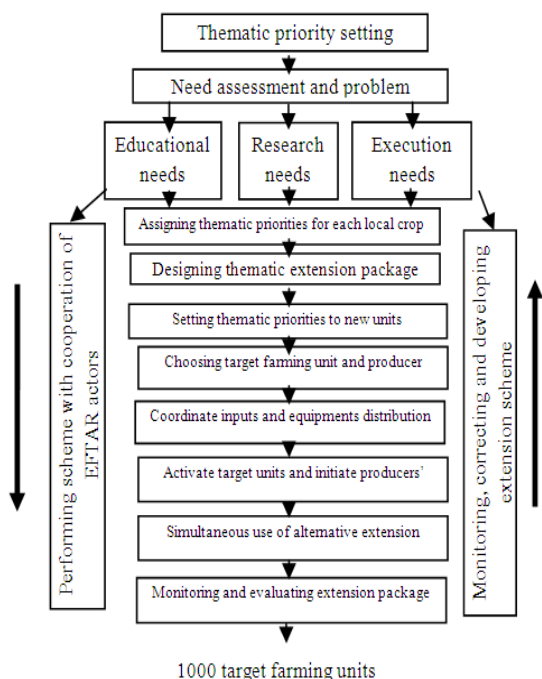 Thematic priority setting
Need assessment and problem
Educational
needs
Research
needs
Execution
needs
Performing scheme with cooperation of
EFTAR actors
Assigning thematic priorities for each local crop
Designing thematic extension package
Setting thematic priorities to new units
Choosing target farming unit and producer
Coordinate inputs and equipments distribution
Activate target units and initiate producers’
Simultaneous use of alternative extension
Monitoring and evaluating extension package
Monitoring, correcting and developing
extension scheme
1000 target farming units